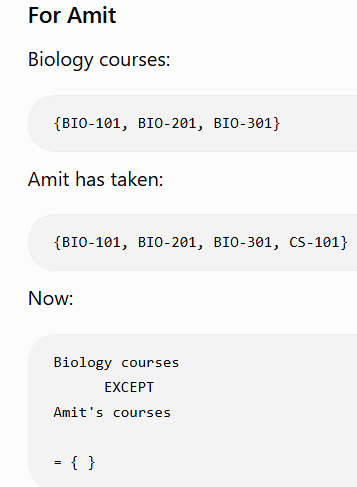 For Amit
Biology courses:
{BIO-101, BIO-201, BIO-301}
Amit has taken:
{BIO-101, BIO-201, BIO-301, CS-101}
Now:
Biology courses
EXCEPT
Amit's courses
= { }